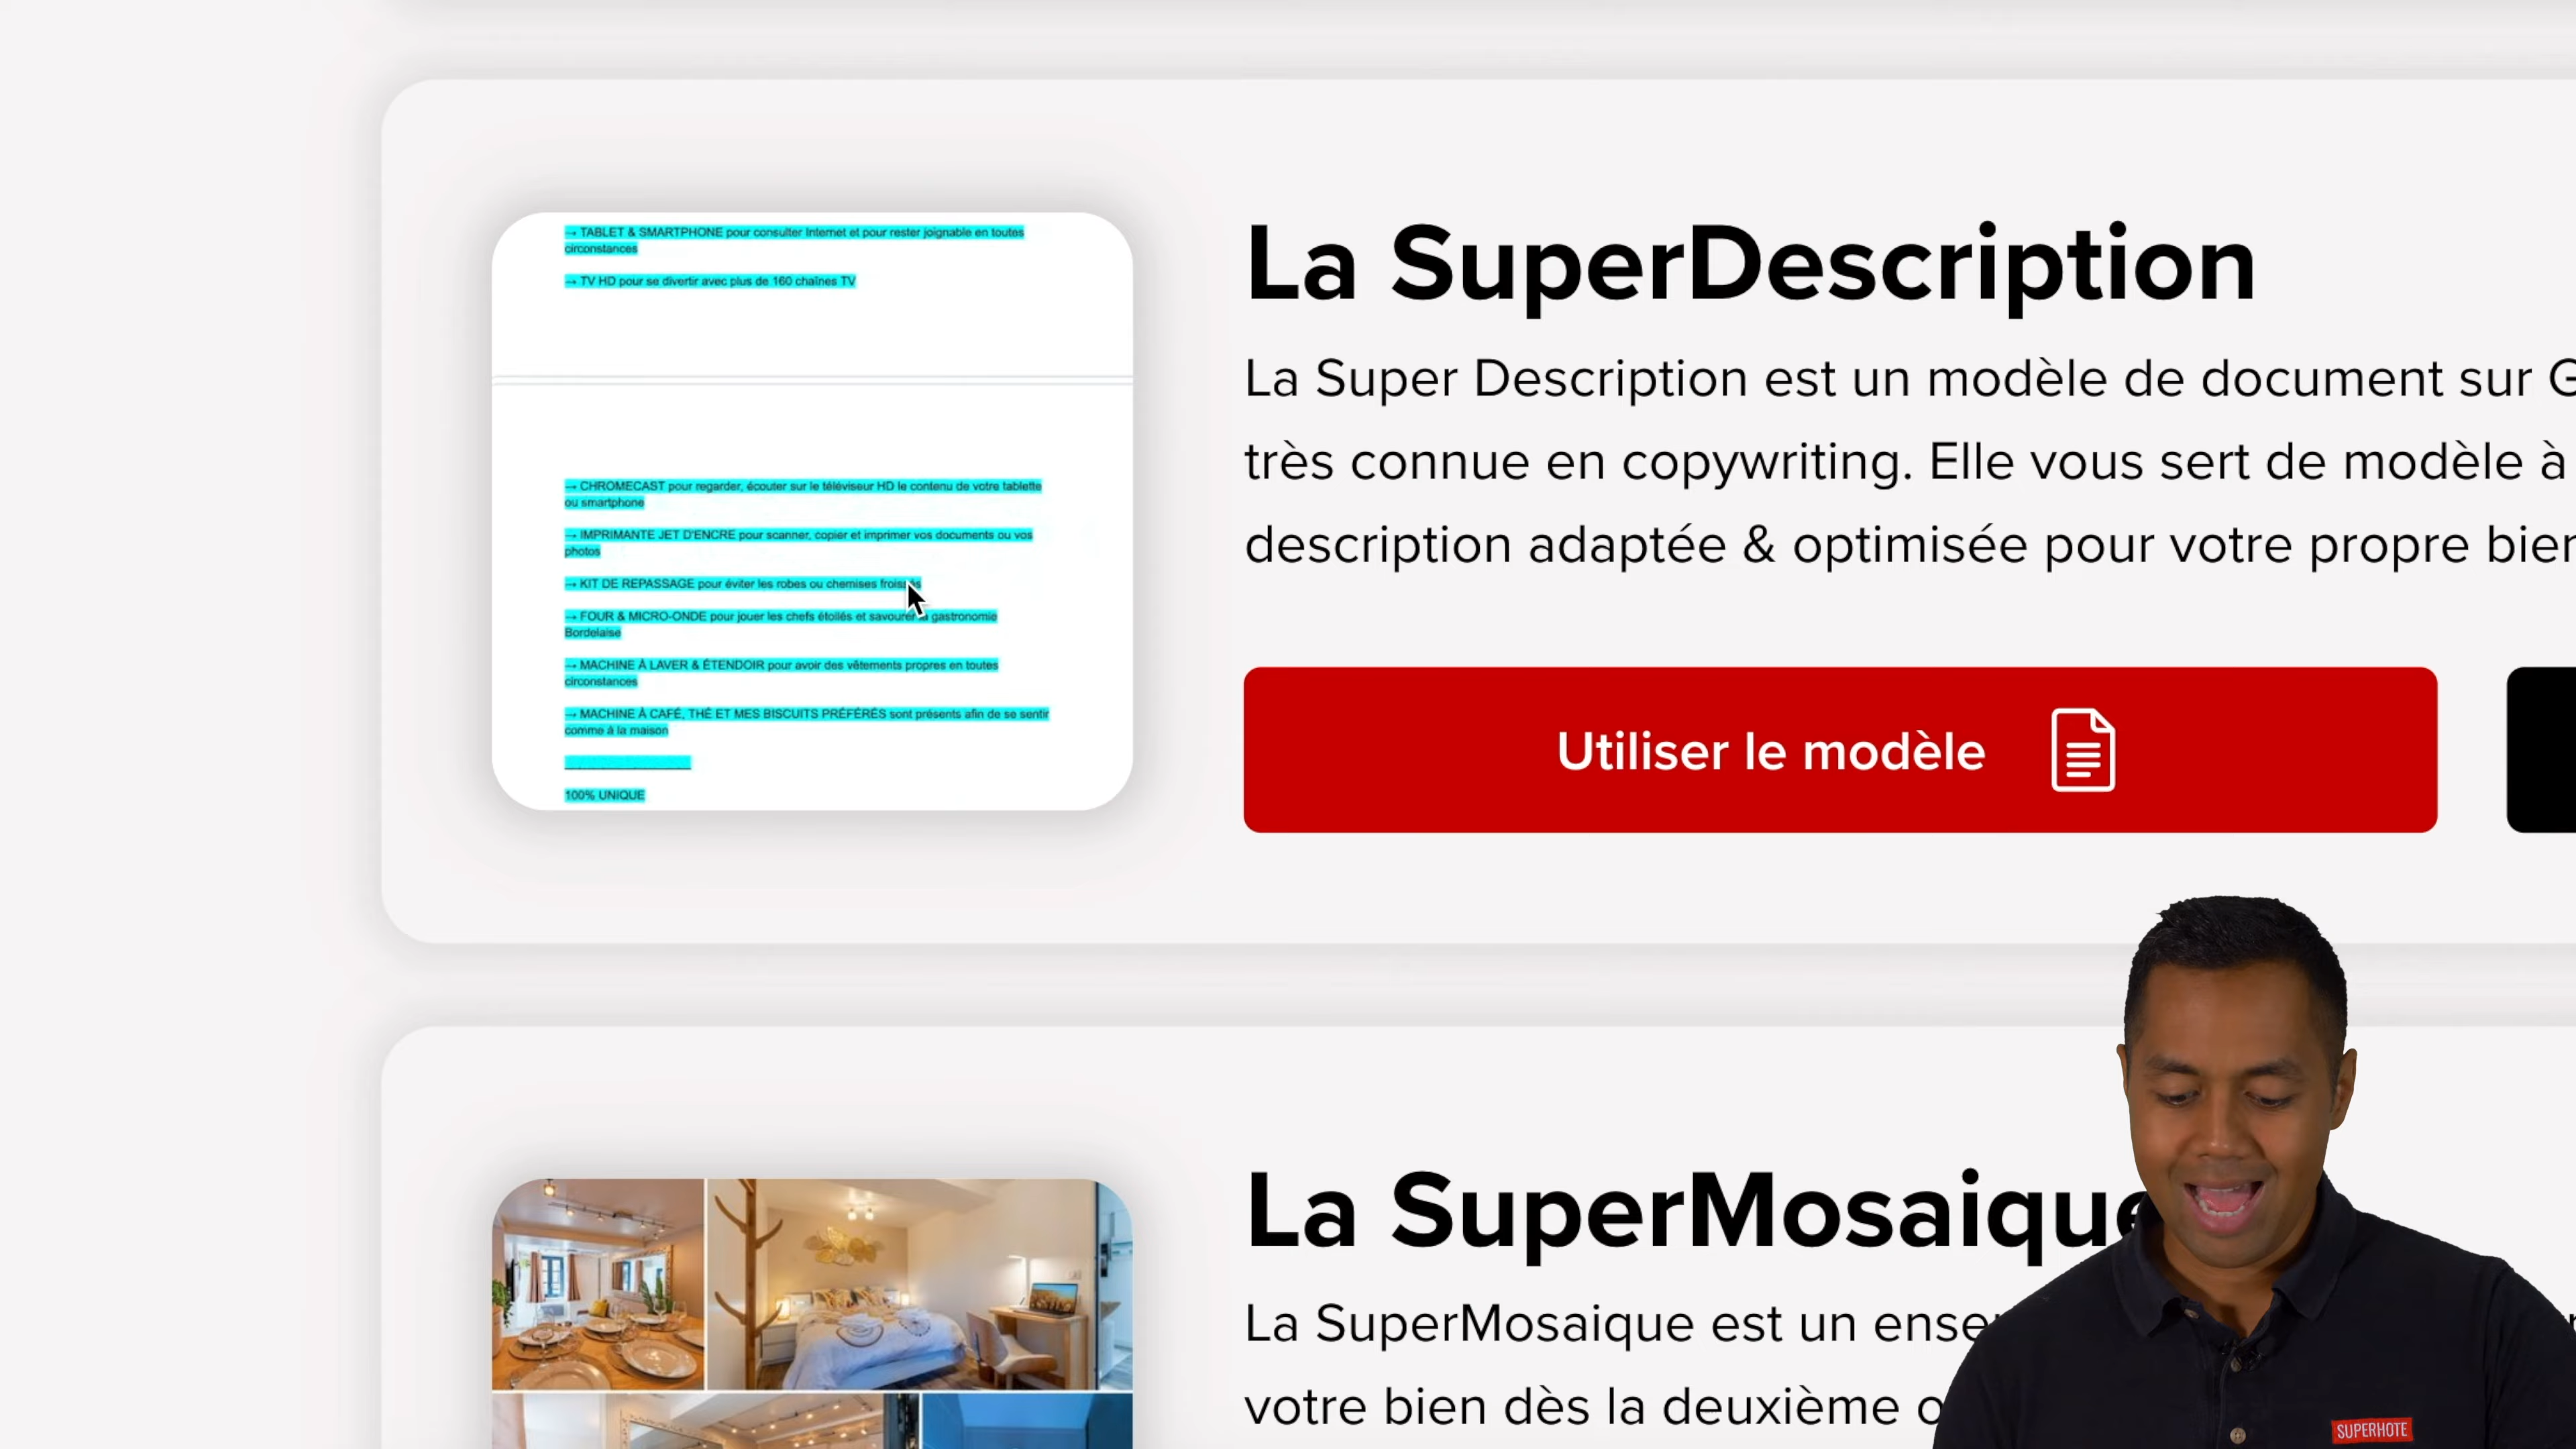 → TABLET & SMARTPHONE pour consulter Internet et pour rester joignable en toutes
circonstances
→ TV HD pour se divertir avec plus de 160 chaînes TV
→ CHROMECAST pour regarder, écouter sur le téléviseur HD le contenu de votre tablette
ou smartphone
→ IMPRIMANTE JET D'ENCRE pour scanner, copier et imprimer vos documents ou vos
photos
→ KIT DE REPASSAGE pour éviter les robes ou chemises froissés
→ FOUR & MICRO-ONDE pour jouer les chefs étoilés et savourer la gastronomie
Bordelaise
→ MACHINE À LAVER & ÉTENDOIR pour avoir des vêtements propres en toutes
circonstances
→ MACHINE À CAFÉ, THÉ ET MES BISCUITS PRÉFÉRÉS sont présents afin de se sentir
comme à la maison
100% UNIQUE
La SuperDescription
La Super Description est un modèle de document sur G
très connue en copywriting. Elle vous sert de modèle à
description adaptée & optimisée pour votre propre bien
Utiliser le modèle
La SuperMosaique
La SuperMosaique est un
votre bien dès la deuxième
SUPERHOTE